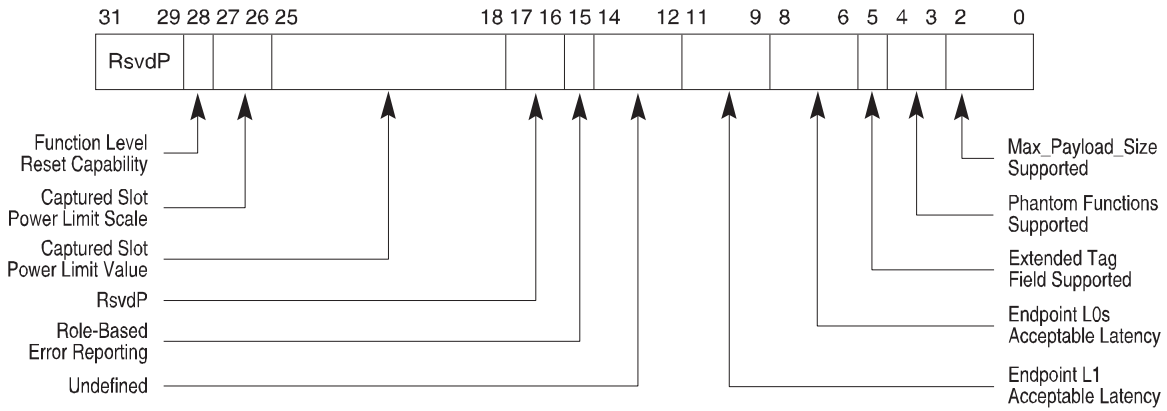 31 29 28 27 26 25 18 17 16 15 14 12 11 9 8 6 5 4 3 2 0
RsvdP
Function Level
Reset Capability
Captured Slot
Power Limit Scale
Captured Slot
Power Limit Value
RsvdP
Role-Based
Error Reporting
Undefined
Max_Payload_Size
Supported
Phantom Functions
Supported
Extended Tag
Field Supported
Endpoint L0s
Acceptable Latency
Endpoint L1
Acceptable Latency